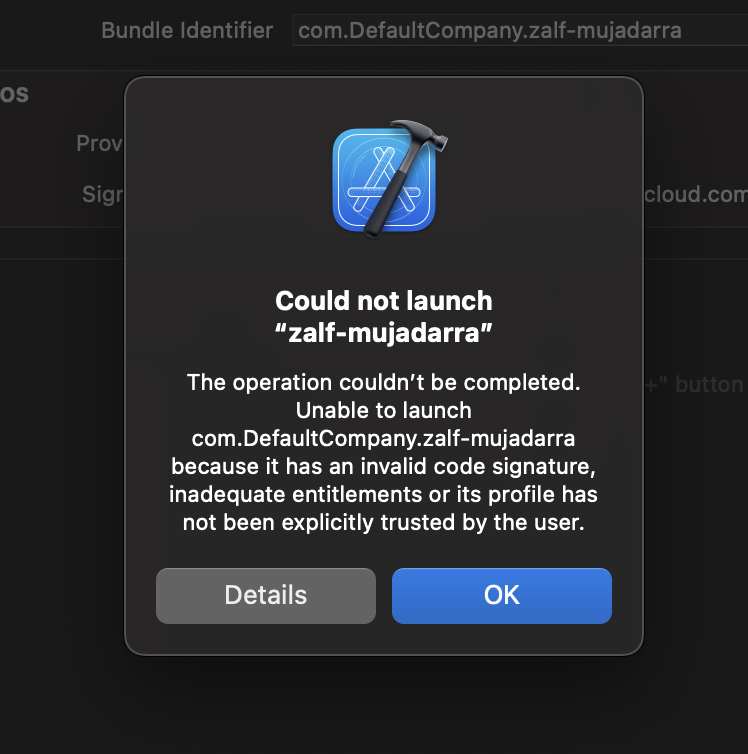 Bundle Identifier com.DefaultCompany.zalf-mujadarra
os
Prov
Sign cloud.com
Could not launch
“zalf-mujadarra”
The operation couldn’t be completed.
Unable to launch
com.DefaultCompany.zalf-mujadarra
because it has an invalid code signature,
inadequate entitlements or its profile has
not been explicitly trusted by the user.
+" button
Details OK